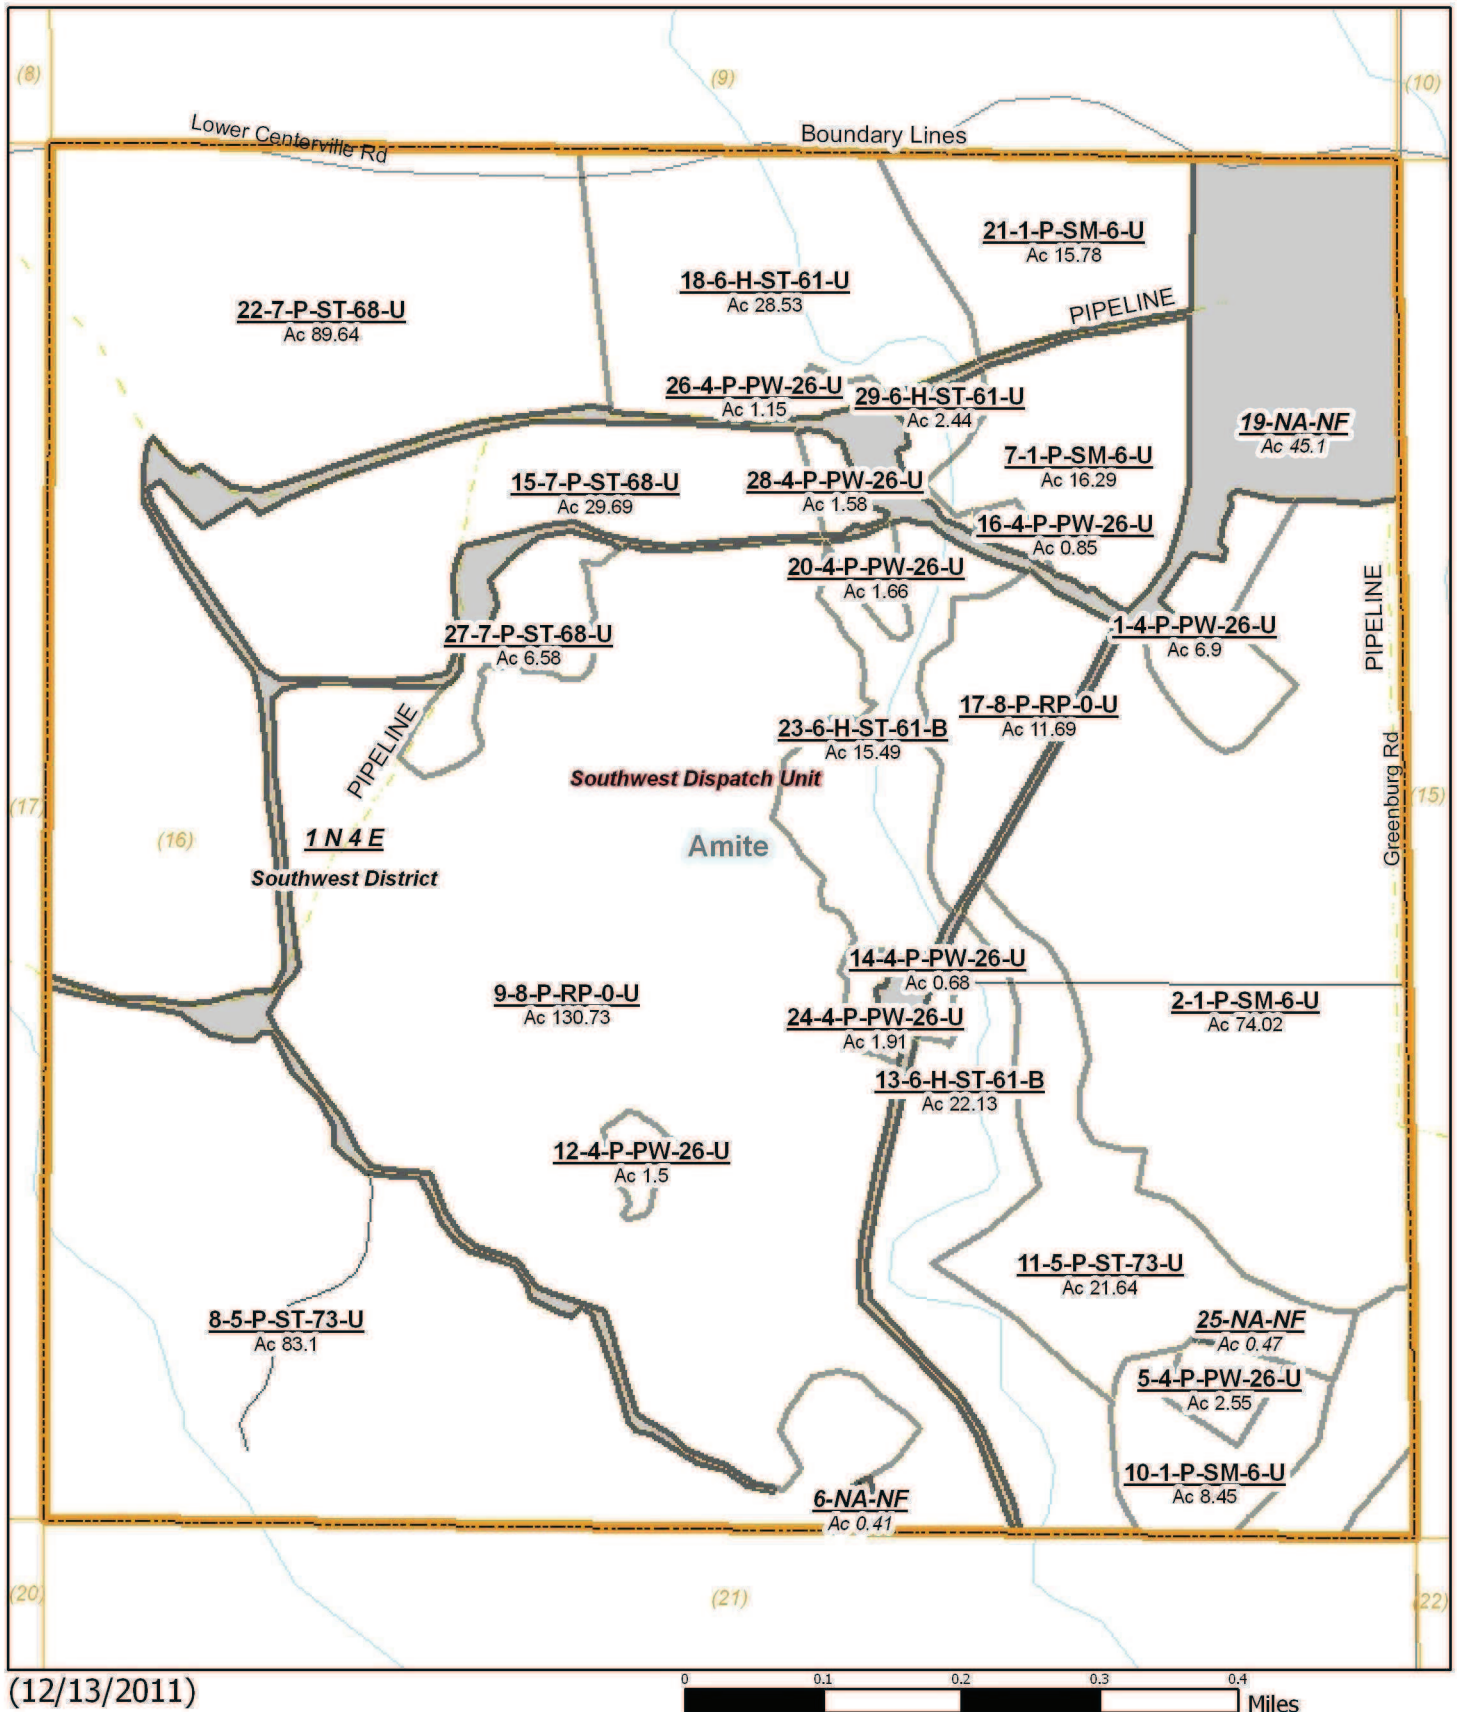 (8)
(9)
(10)
Lower Centerville Rd
Boundary Lines
21-1-P-SM-6-U
Ac 15.78
18-6-H-ST-61-U
Ac 28.53
22-7-P-ST-68-U
Ac 89.64
PIPELINE
26-4-P-PW-26-U
Ac 1.15
29-6-H-ST-61-U
Ac 2.44
19-NA-NF
Ac 45.1
7-1-P-SM-6-U
Ac 16.29
15-7-P-ST-68-U
Ac 29.69
28-4-P-PW-26-U
Ac 1.58
16-4-P-PW-26-U
Ac 0.85
20-4-P-PW-26-U
Ac 1.66
PIPELINE
27-7-P-ST-68-U
Ac 6.58
1-4-P-PW-26-U
Ac 6.9
17-8-P-RP-0-U
Ac 11.69
23-6-H-ST-61-B
Ac 15.49
PIPELINE
Southwest Dispatch Unit
Greenburg Rd
(17)
(15)
(16)
1 N 4 E
Amite
Southwest District
14-4-P-PW-26-U
Ac 0.68
9-8-P-RP-0-U
Ac 130.73
2-1-P-SM-6-U
Ac 74.02
24-4-P-PW-26-U
Ac 1.91
13-6-H-ST-61-B
Ac 22.13
12-4-P-PW-26-U
Ac 1.5
11-5-P-ST-73-U
Ac 21.64
8-5-P-ST-73-U
Ac 83.1
25-NA-NF
Ac 0.47
5-4-P-PW-26-U
Ac 2.55
10-1-P-SM-6-U
Ac 8.45
6-NA-NF
Ac 0.41
(20)
(21)
(22)
(12/13/2011)
0 0.1 0.2 0.3 0.4
Miles